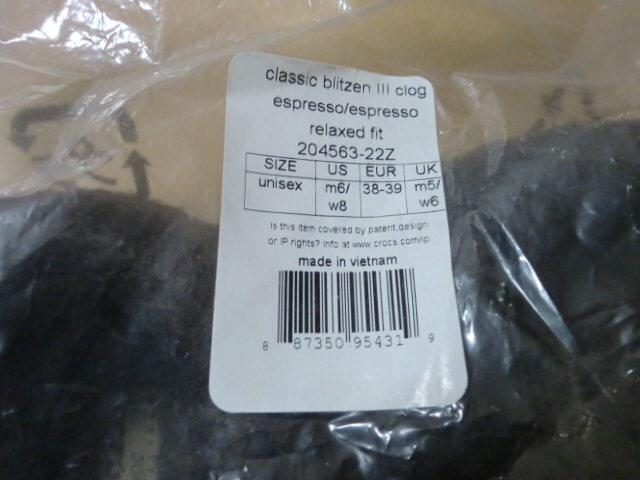 classic blitzen III clog
espresso/espresso
relaxed fit
204563-22Z
SIZE US EUR UK
unisex m6/ 38-39 m5/
w8 w6
Is this item covered by patent,design
or IP rights? Info at www.crocs.com/ip
made in vietnam
8 87350 95431 9